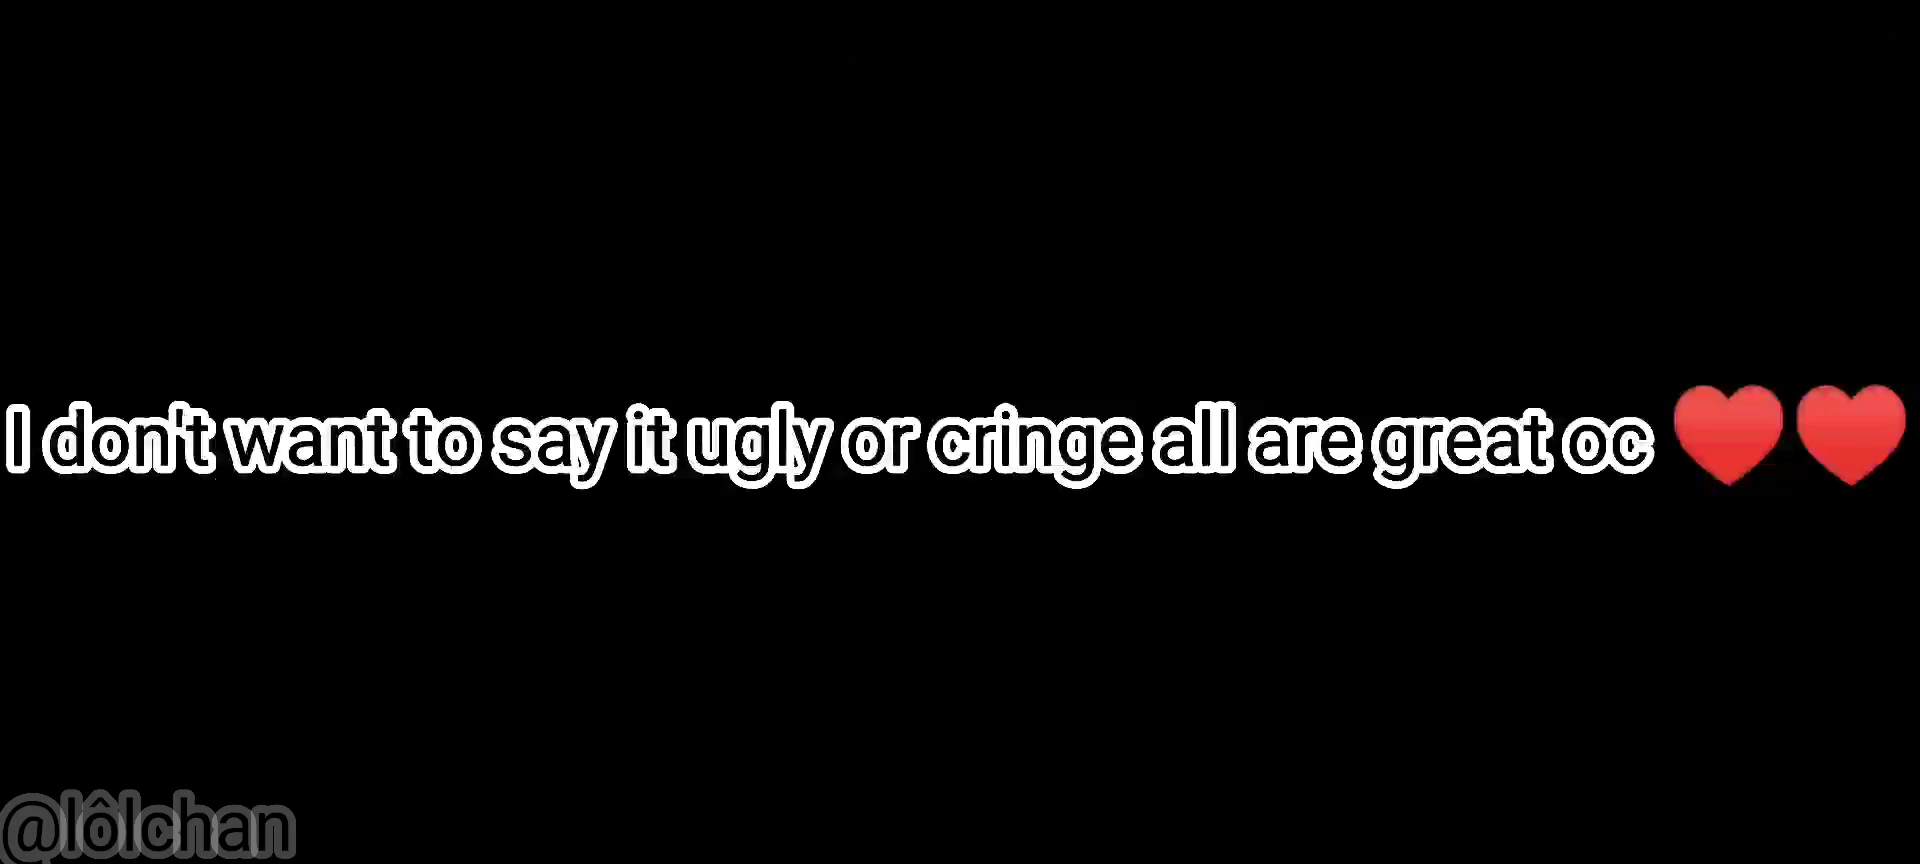 I don't want to say it ugly or cringe all are great oc ♥️♥️
@lôlchan